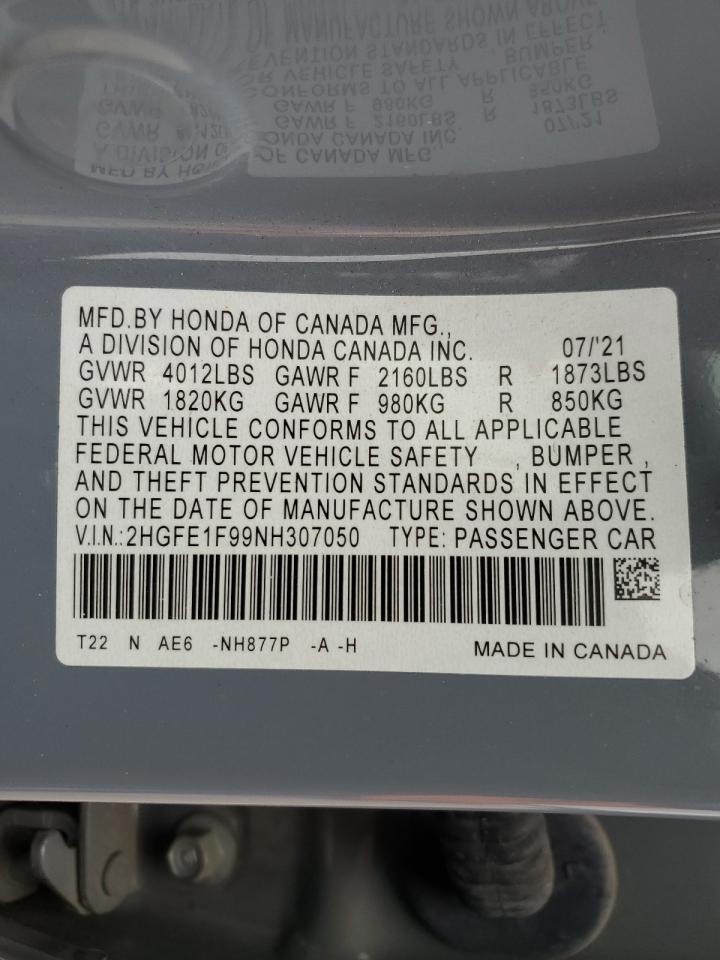 MFD.BY HONDA OF CANADA MFG.,
A DIVISION OF HONDA CANADA INC. 07/'21
GVWR 4012LBS GAWR F 2160LBS R 1873LBS
GVWR 1820KG GAWR F 980KG R 850KG
THIS VEHICLE CONFORMS TO ALL APPLICABLE
FEDERAL MOTOR VEHICLE SAFETY , BUMPER ,
AND THEFT PREVENTION STANDARDS IN EFFECT
ON THE DATE OF MANUFACTURE SHOWN ABOVE.
V.I.N.:2HGFE1F99NH307050 TYPE: PASSENGER CAR
T22 N AE6 -NH877P -A -H MADE IN CANADA